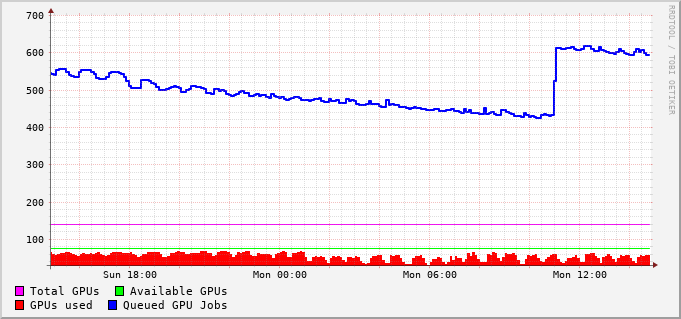 700
600
500
400
300
200
100
Sun 18:00 Mon 00:00 Mon 06:00 Mon 12:00
Total GPUs Available GPUs
GPUs used Queued GPU Jobs
RRDTOOL / TOBI OETIKER